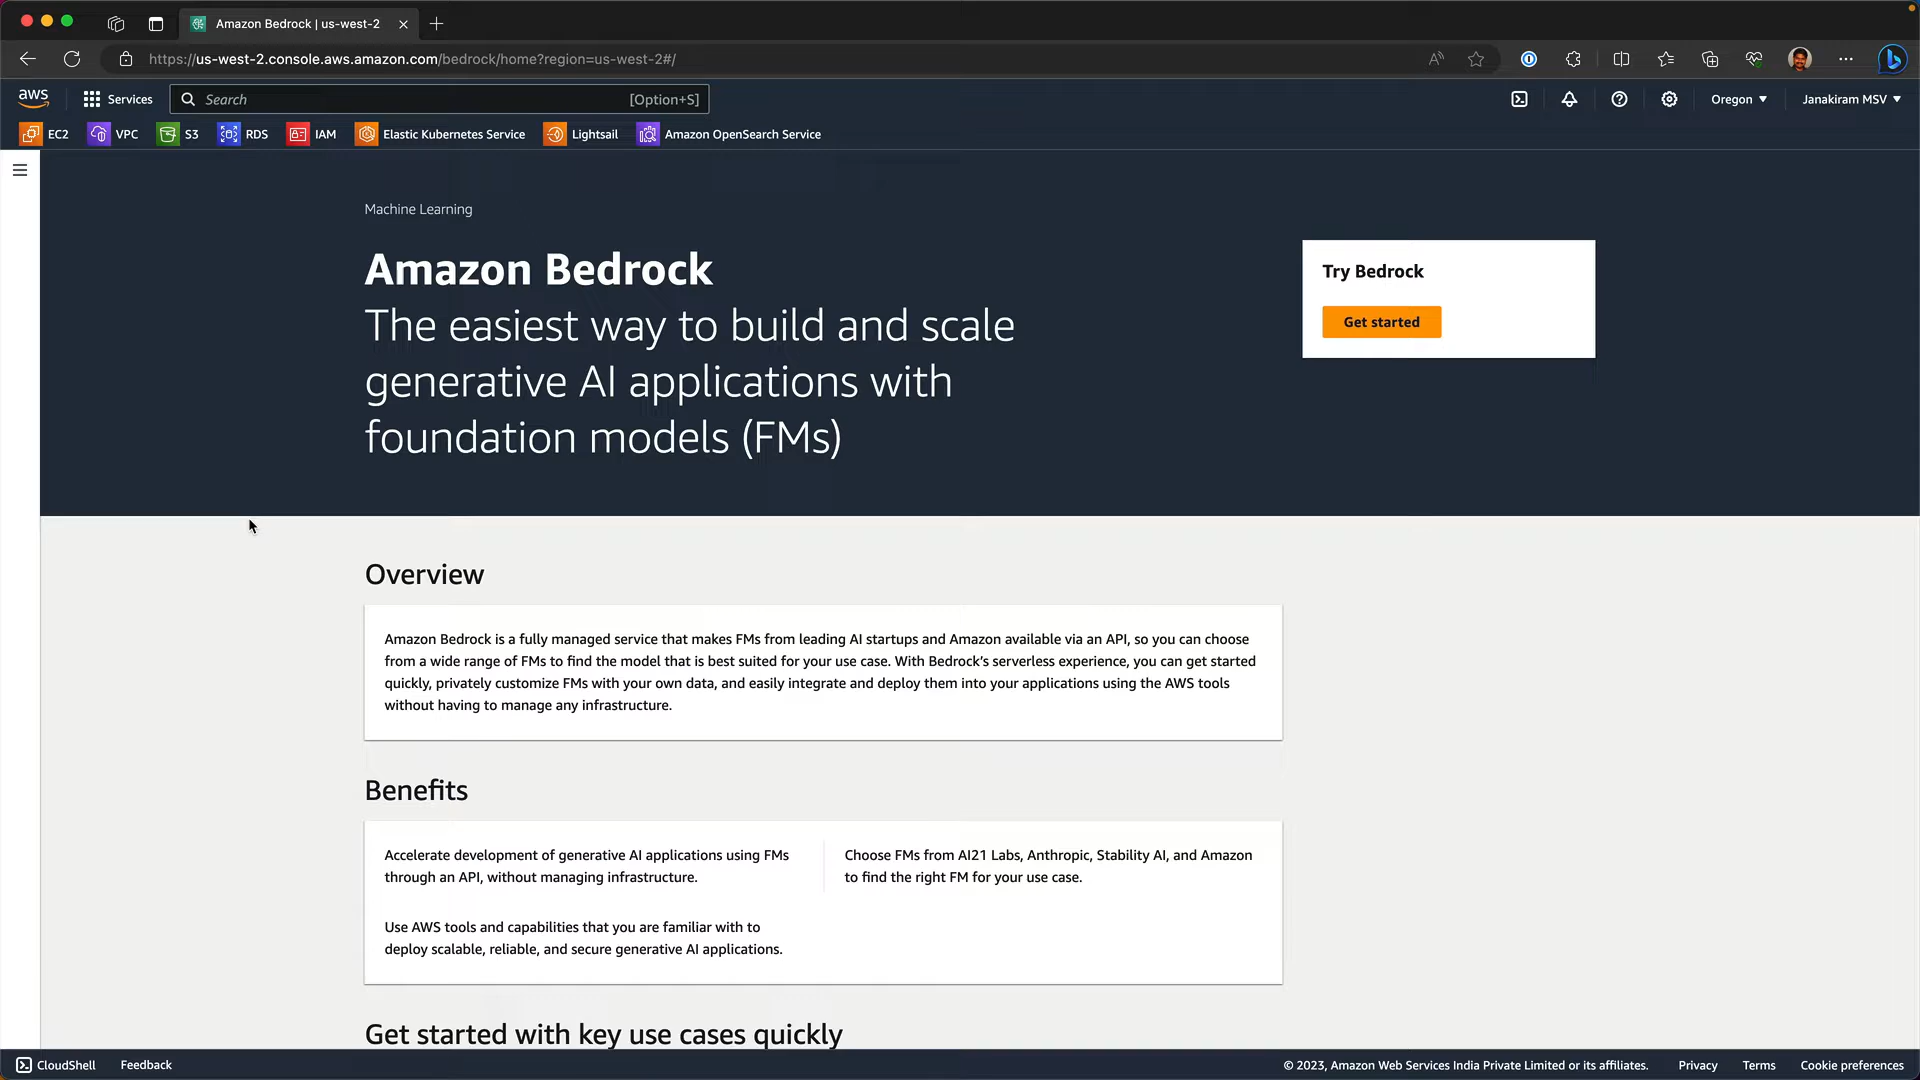 Amazon Bedrock | us-west-2
https://us-west-2.console.aws.amazon.com/bedrock/home?region=us-west-2#/
aws
Services
Search
[Option+S]
Oregon
Janakiram MSV
EC2
VPC
S3
RDS
IAM
Elastic Kubernetes Service
Lightsail
Amazon OpenSearch Service
Machine Learning
Amazon Bedrock
The easiest way to build and scale
generative AI applications with
foundation models (FMs)
Try Bedrock
Get started
Overview
Amazon Bedrock is a fully managed service that makes FMs from leading AI startups and Amazon available via an API, so you can choose
from a wide range of FMs to find the model that is best suited for your use case. With Bedrock's serverless experience, you can get started
quickly, privately customize FMs with your own data, and easily integrate and deploy them into your applications using the AWS tools
without having to manage any infrastructure.
Benefits
Accelerate development of generative AI applications using FMs
through an API, without managing infrastructure.
Choose FMs from AI21 Labs, Anthropic, Stability AI, and Amazon
to find the right FM for your use case.
Use AWS tools and capabilities that you are familiar with to
deploy scalable, reliable, and secure generative AI applications.
Get started with key use cases quickly
CloudShell
Feedback
© 2023, Amazon Web Services India Private Limited or its affiliates.
Privacy
Terms
Cookie preferences